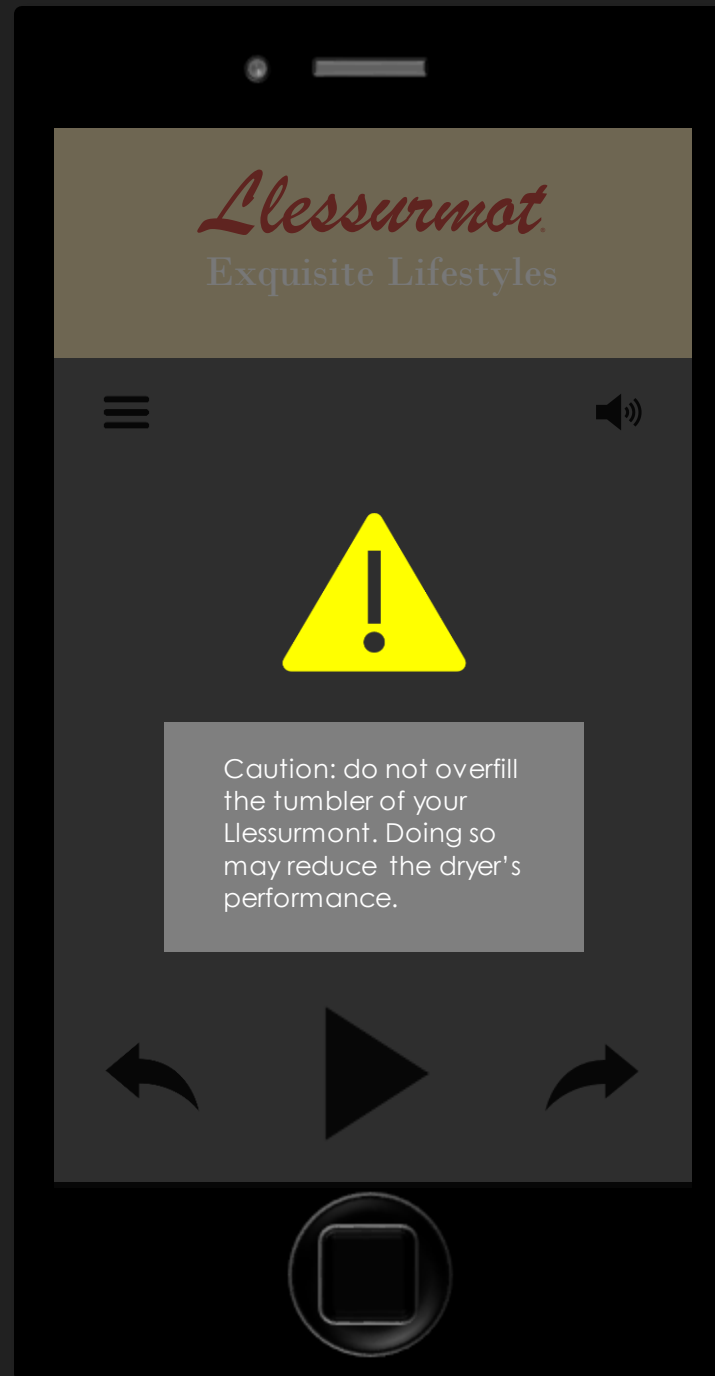 Llessurmot®
Exquisite Lifestyles
Caution: do not overfill
the tumbler of your
Llessurmont. Doing so
may reduce the dryer's
performance.